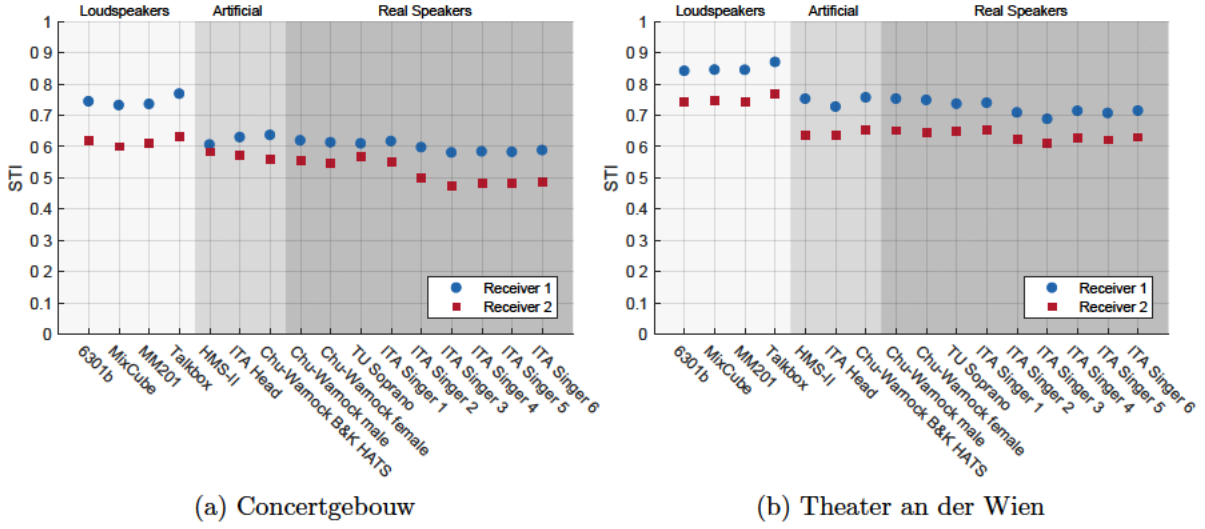 Loudspeakers Artificial Real Speakers
1
0 9
0.8
0.7
0.6
0.5
0.4
0 3
0 2
0 1
0
STI
Receiver 1
Receiver 2
6301b
MixCube
MM201
Talkbox
HMS-II
ITA Head
Chu-Warnock B&K HATS
Chu-Warnock male
Chu-Warnock female
TU Soprano
ITA Singer 1
ITA Singer 2
ITA Singer 3
ITA Singer 4
ITA Singer 5
ITA Singer 6
(a) Concertgebouw
Loudspeakers Artificial Real Speakers
1
0 9
0.8
0.7
0.6
0.5
0.4
0 3
0 2
0 1
0
STI
Receiver 1
Receiver 2
6301b
MixCube
MM201
Talkbox
HMS-II
ITA Head
Chu-Warnock B&K HATS
Chu-Warnock male
Chu-Warnock female
TU Soprano
ITA Singer 1
ITA Singer 2
ITA Singer 3
ITA Singer 4
ITA Singer 5
ITA Singer 6
(b) Theater an der Wien